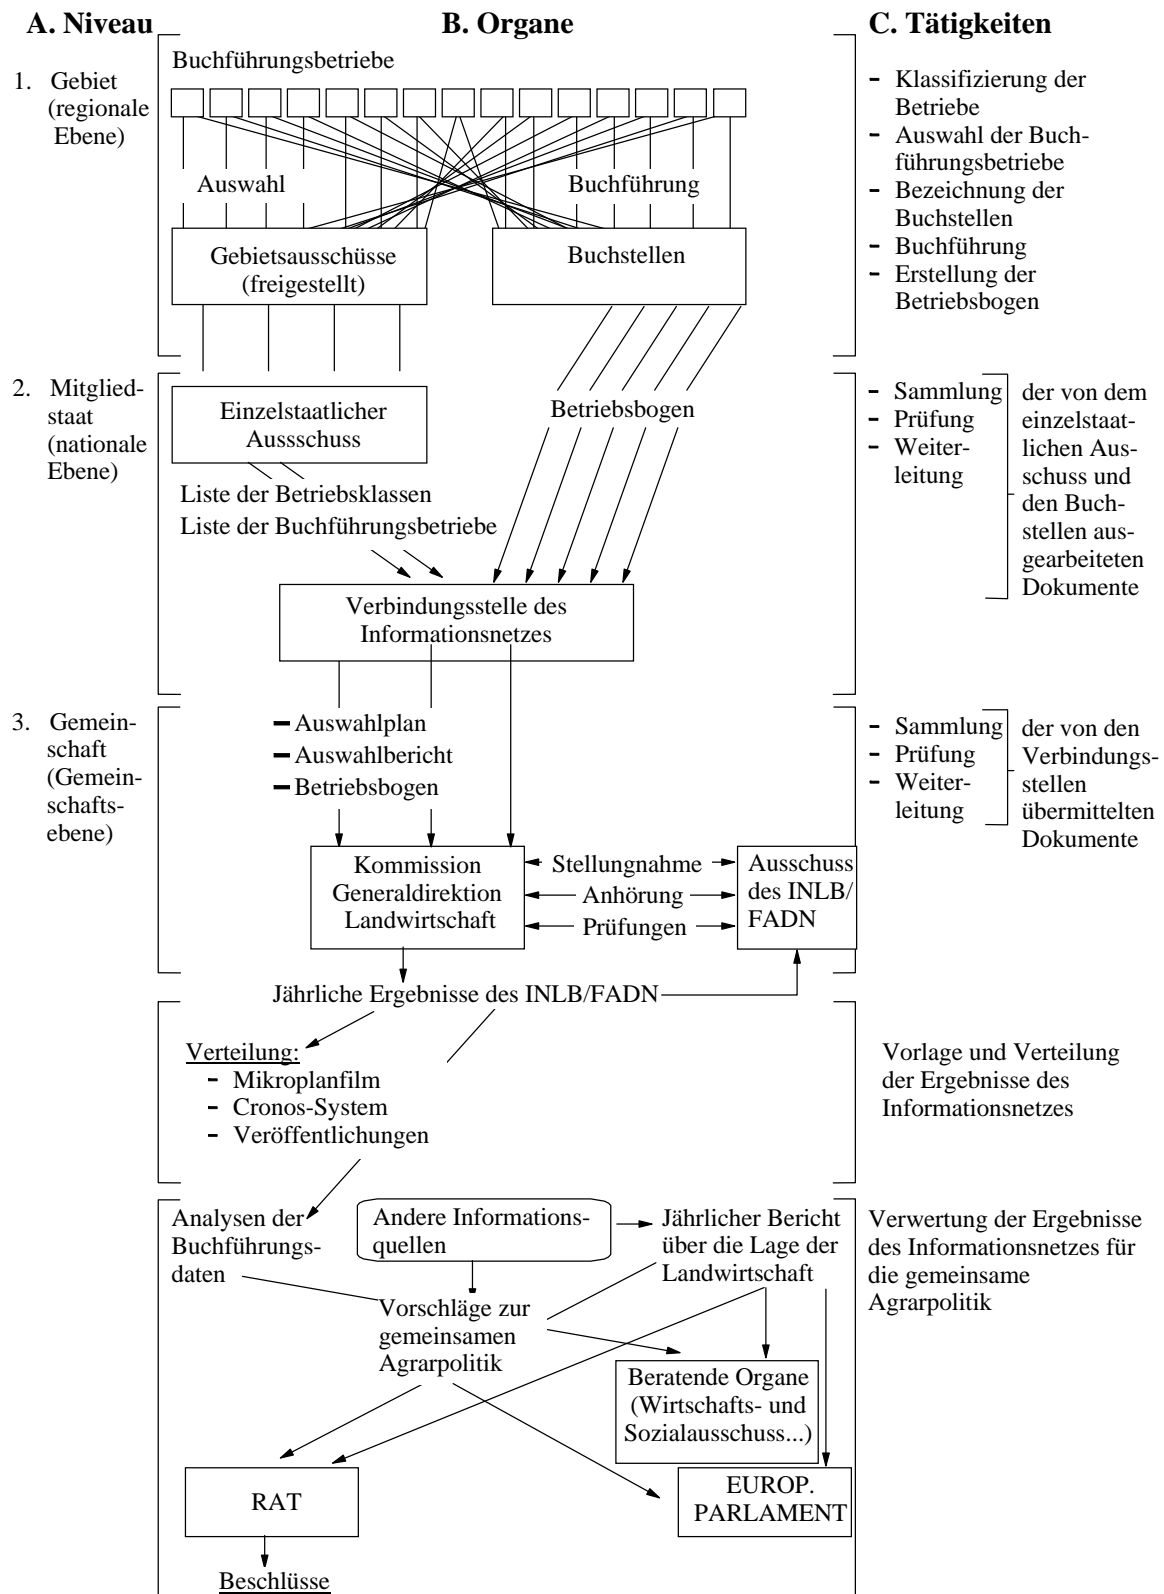 A. Niveau
B. Organe
C. Tätigkeiten
1. Gebiet
(regionale
Ebene)
Buchführungsbetriebe
Auswahl
Buchführung
Gebietsausschüsse
(freigestellt)
Buchstellen
- Klassifizierung der
Betriebe
- Auswahl der Buch-
führungsbetriebe
- Bezeichnung der
Buchstellen
- Buchführung
- Erstellung der
Betriebsbogen
2. Mitglied-
staat
(nationale
Ebene)
Einzelstaatlicher
Aussschuss
Betriebsbogen
Liste der Betriebsklassen
Liste der Buchführungsbetriebe
Verbindungsstelle des
Informationsnetzes
- Sammlung
- Prüfung
- Weiter-
leitung
der von dem
einzelstaat-
lichen Aus-
schuss und
den Buch-
stellen aus-
gearbeiteten
Dokumente
3. Gemein-
schaft
(Gemein-
schafts-
ebene)
- Auswahlplan
- Auswahlbericht
- Betriebsbogen
Kommission
Generaldirektion
Landwirtschaft
Stellungnahme
Anhörung
Prüfungen
Ausschuss
des INLB/
FADN
- Sammlung
- Prüfung
- Weiter-
leitung
der von den
Verbindungs-
stellen
übermittelten
Dokumente
Jährliche Ergebnisse des INLB/FADN
Verteilung:
- Mikroplanfilm
- Cronos-System
- Veröffentlichungen
Vorlage und Verteilung
der Ergebnisse des
Informationsnetzes
Analysen der
Buchführungs-
daten
Andere Informations-
quellen
Jährlicher Bericht
über die Lage der
Landwirtschaft
Verwertung der Ergebnisse
des Informationsnetzes für
die gemeinsame
Agrarpolitik
Vorschläge zur
gemeinsamen
Agrarpolitik
Beratende Organe
(Wirtschafts- und
Sozialausschuss...)
RAT
EUROP.
PARLAMENT
Beschlüsse